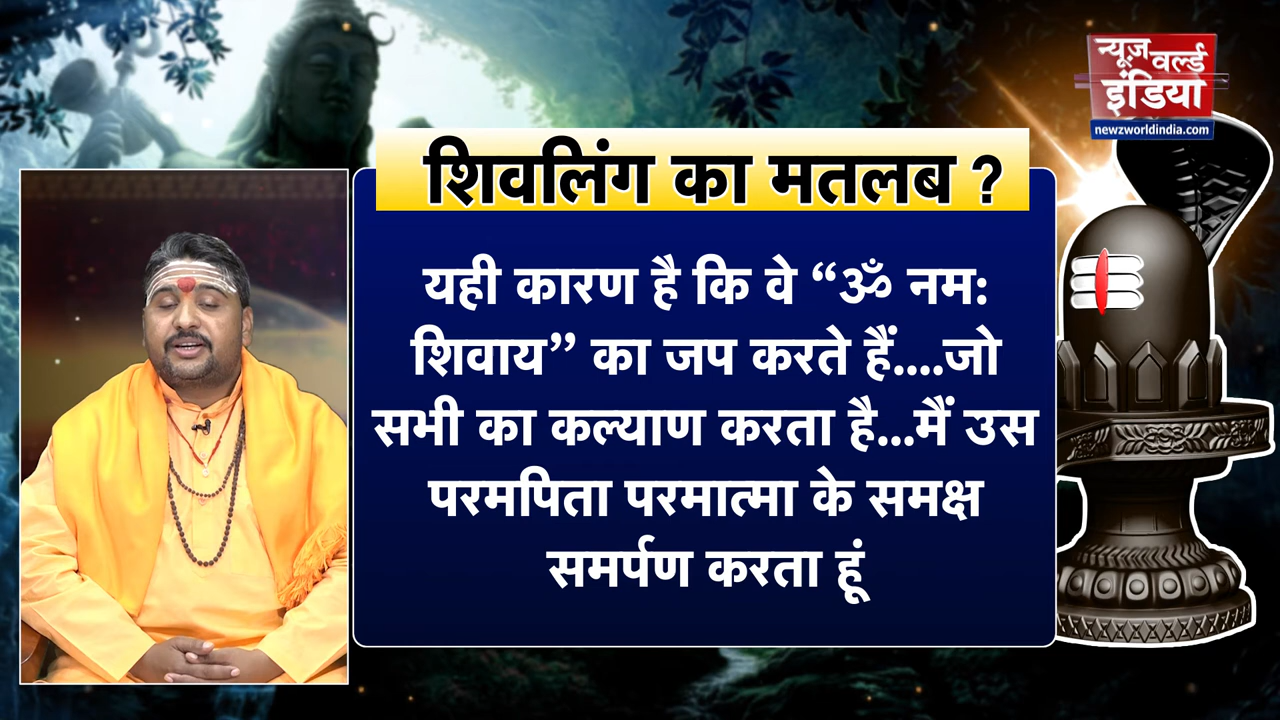 न्यूज़ वर्ल्ड
इंडिया
newzworldindia.com
शिवलिंग का मतलब ?
यही कारण है कि वे “ॐ नम:
शिवाय” का जप करते हैं....जो
सभी का कल्याण करता है...मैं उस
परमपिता परमात्मा के समक्ष
समर्पण करता हूं